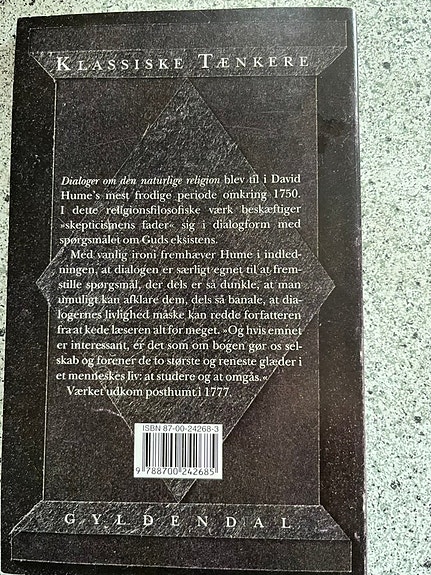 KLASSISKE TÆNKERE
Dialoger om den naturlige religion blev til i David
Hume's mest frodige periode omkring 1750.
I dette religionsfilosofiske værk beskæftiger
»skepticismens fader« sig i dialogform med
spørgsmålet om Guds eksistens.
Med vanlig ironi fremhæver Hume i indled-
ningen, at dialogen er særligt egnet til at frem-
stille spørgsmål, der dels er så dunkle, at man
umuligt kan afklare dem, dels så banale, at dia-
logernes livlighed måske kan redde forfatteren
fra at kede læseren alt for meget. »Og hvis emnet
er interessant, er det som om bogen gør os sel-
skab og forener de to største og reneste glæder i
et menneskes liv: at studere og at omgås.«
Værket udkom posthumt i 1777.
ISBN 87-00-24268-3
9 788700 242685
GYLDENDAL